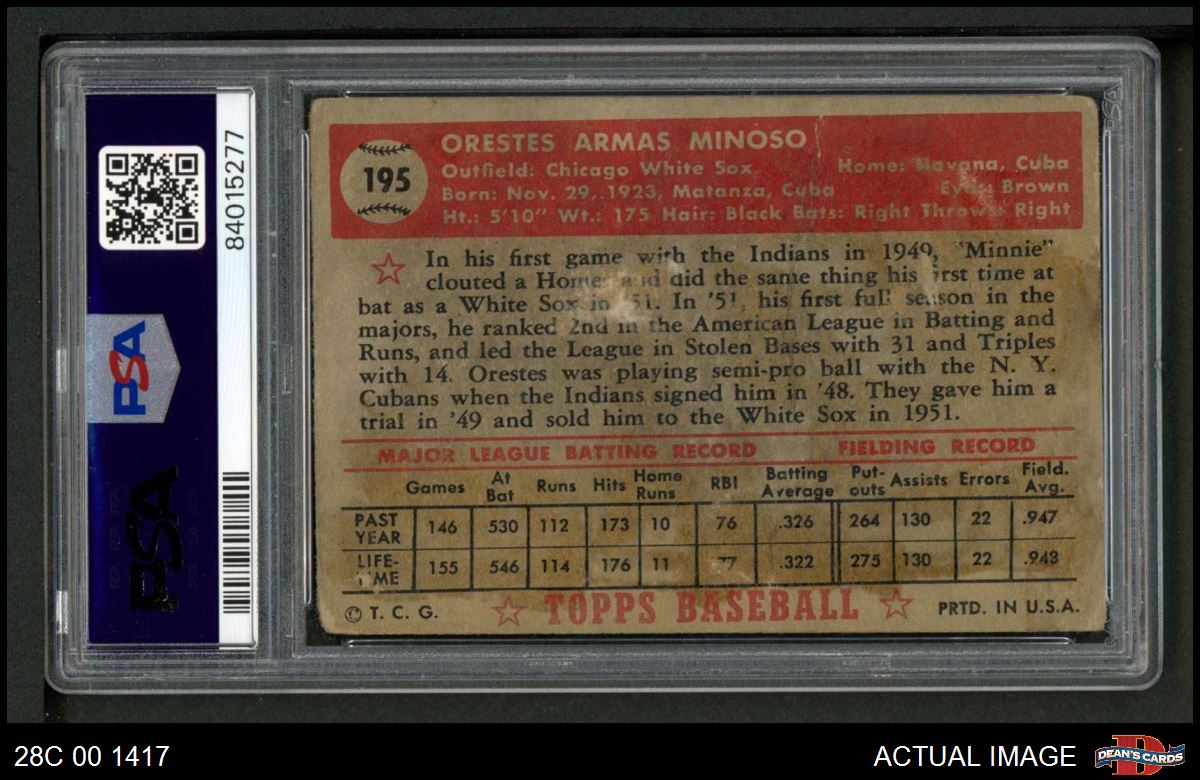 195
ORESTES ARMAS MINOSO
Outfield: Chicago White Sox Home: Havana, Cuba
Born: Nov. 29, 1923, Matanza, Cuba Eyes: Brown
Ht.: 5'10" Wt.: 175 Hair: Black Bats: Right Throws: Right
In his first game with the Indians in 1949, "Minnie"
clouted a Homer and did the same thing his first time at
bat as a White Sox in '51. In '51, his first full season in the
majors, he ranked 2nd in the American League in Batting and
Runs, and led the League in Stolen Bases with 31 and Triples
with 14. Orestes was playing semi-pro ball with the N. Y.
Cubans when the Indians signed him in '48. They gave him a
trial in '49 and sold him to the White Sox in 1951.
MAJOR LEAGUE BATTING RECORD FIELDING RECORD
Games At Bat Runs Hits Home Runs RBI Batting Average Put-outs Assists Errors Field. Avg.
PAST YEAR 146 530 112 173 10 76 .326 264 130 22 .947
LIFE-TIME 155 546 114 176 11 77 .322 275 130 22 .948
© T. C. G. TOPPS BASEBALL PRTD. IN U.S.A.
84015277
PSA
PSA
28C 00 1417
ACTUAL IMAGE
DEAN'S CARDS